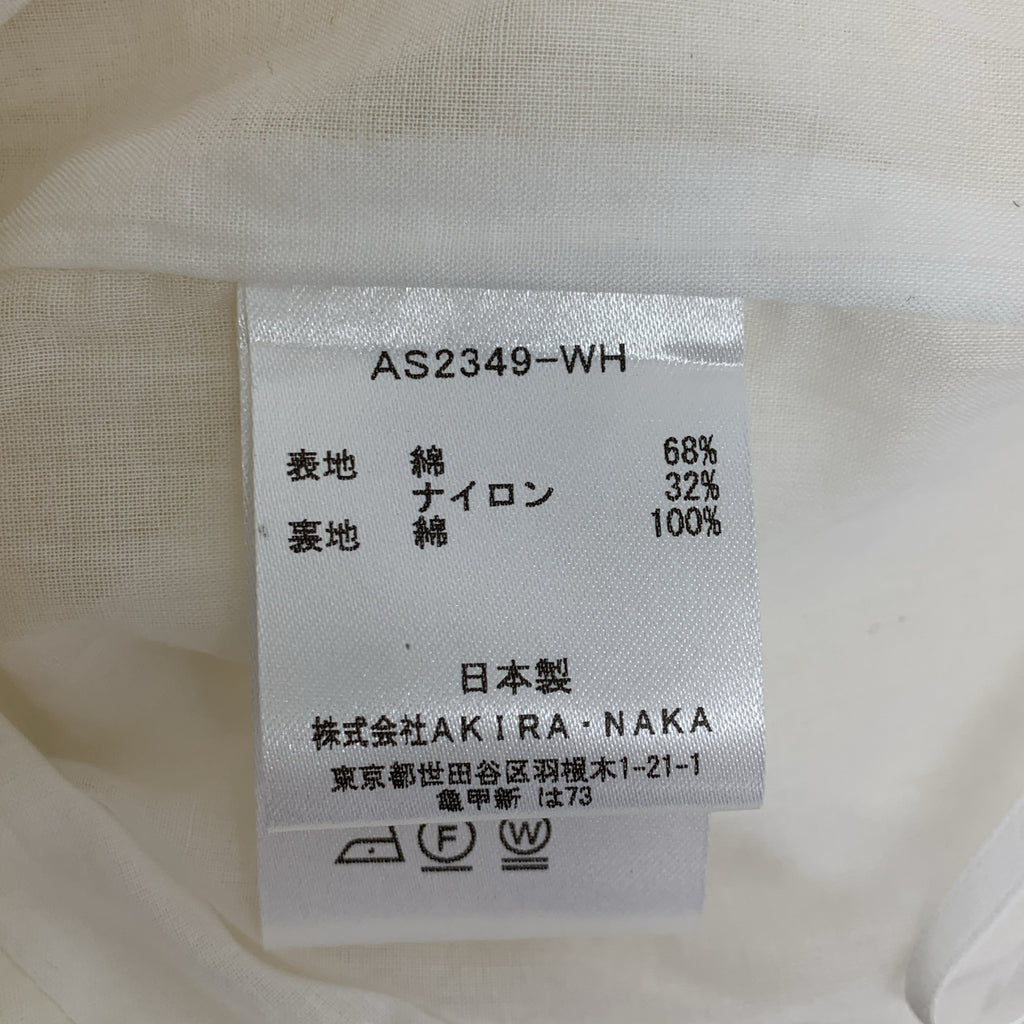 AS2349-WH
表地 綿 68%
ナイロン 32%
裏地 綿 100%
日本製
株式会社AKIRA・NAKA
東京都世田谷区羽根木1-21-1
亀甲新 は73
F W